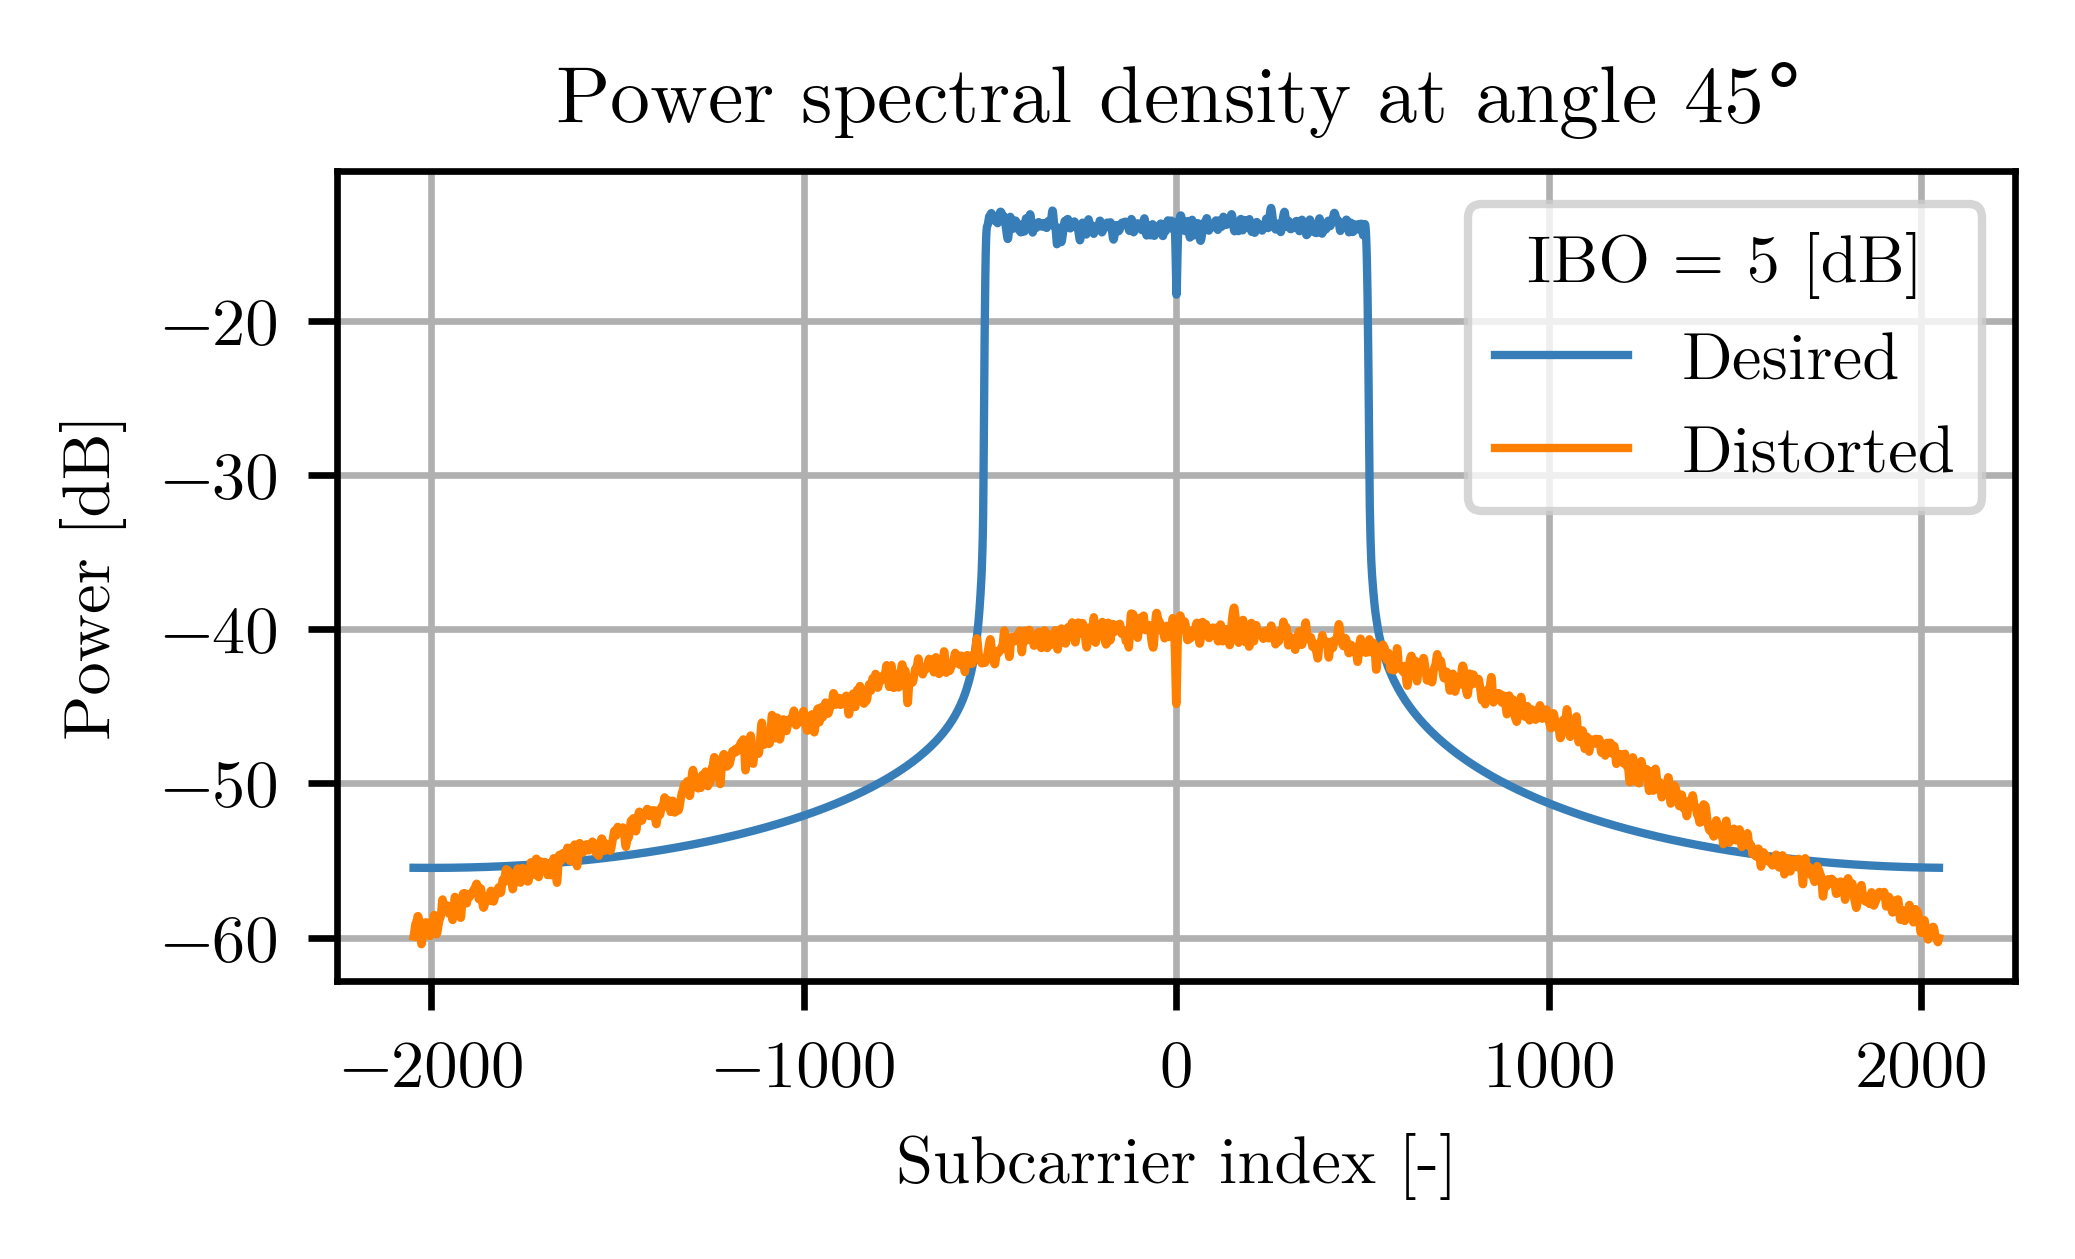 Power spectral density at angle 45°
IBO = 5 [dB]
Desired
Distorted
Power [dB]
−20
−30
−40
−50
−60
−2000
−1000
0
1000
2000
Subcarrier index [-]